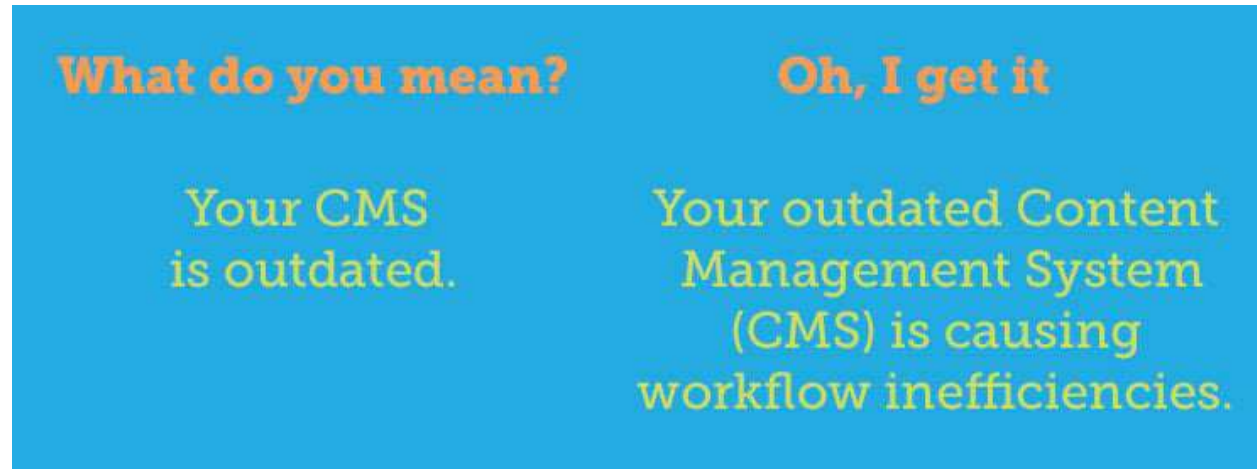 What do you mean?
Your CMS
is outdated.
Oh, I get it
Your outdated Content
Management System
(CMS) is causing
workflow inefficiencies.